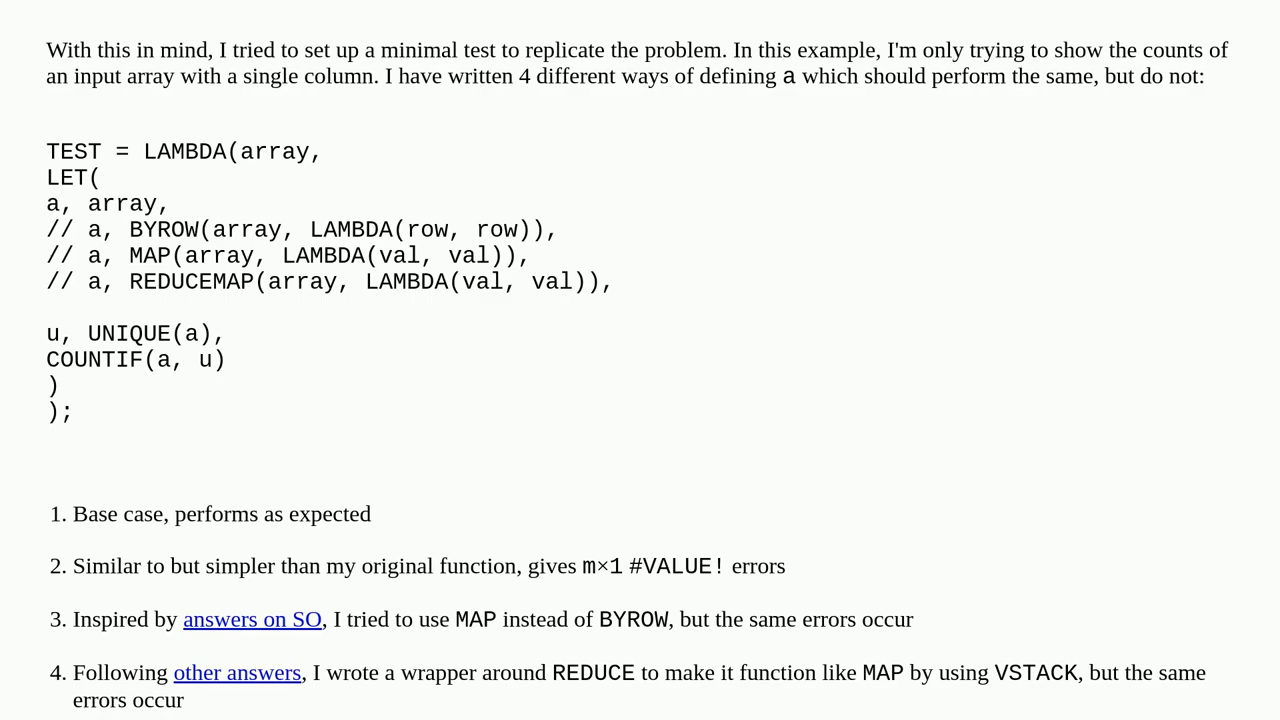 With this in mind, I tried to set up a minimal test to replicate the problem. In this example, I'm only trying to show the counts of
an input array with a single column. I have written 4 different ways of defining a which should perform the same, but do not:
TEST = LAMBDA(array,
LET(
a, array,
// a, BYROW(array, LAMBDA(row, row)),
// a, MAP(array, LAMBDA(val, val)),
// a, REDUCEMAP(array, LAMBDA(val, val)),
u, UNIQUE(a),
COUNTIF(a, u)
)
);
1. Base case, performs as expected
2. Similar to but simpler than my original function, gives m×1 #VALUE! errors
3. Inspired by answers on SO, I tried to use MAP instead of BYROW, but the same errors occur
4. Following other answers, I wrote a wrapper around REDUCE to make it function like MAP by using VSTACK, but the same
errors occur